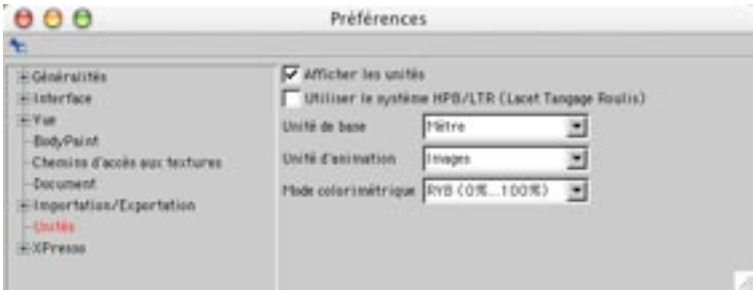 Préférences
Généralités
Interface
Vue
BodyPaint
Chemins d'accès aux textures
Document
Importation/Exportation
Unités
XPresso
Afficher les unités
Utiliser le système HPB/LTR (Lacet Tangage Roulis)
Unité de base Mètre
Unité d'animation Images
Mode colorimétrique RVB (0%...100%)